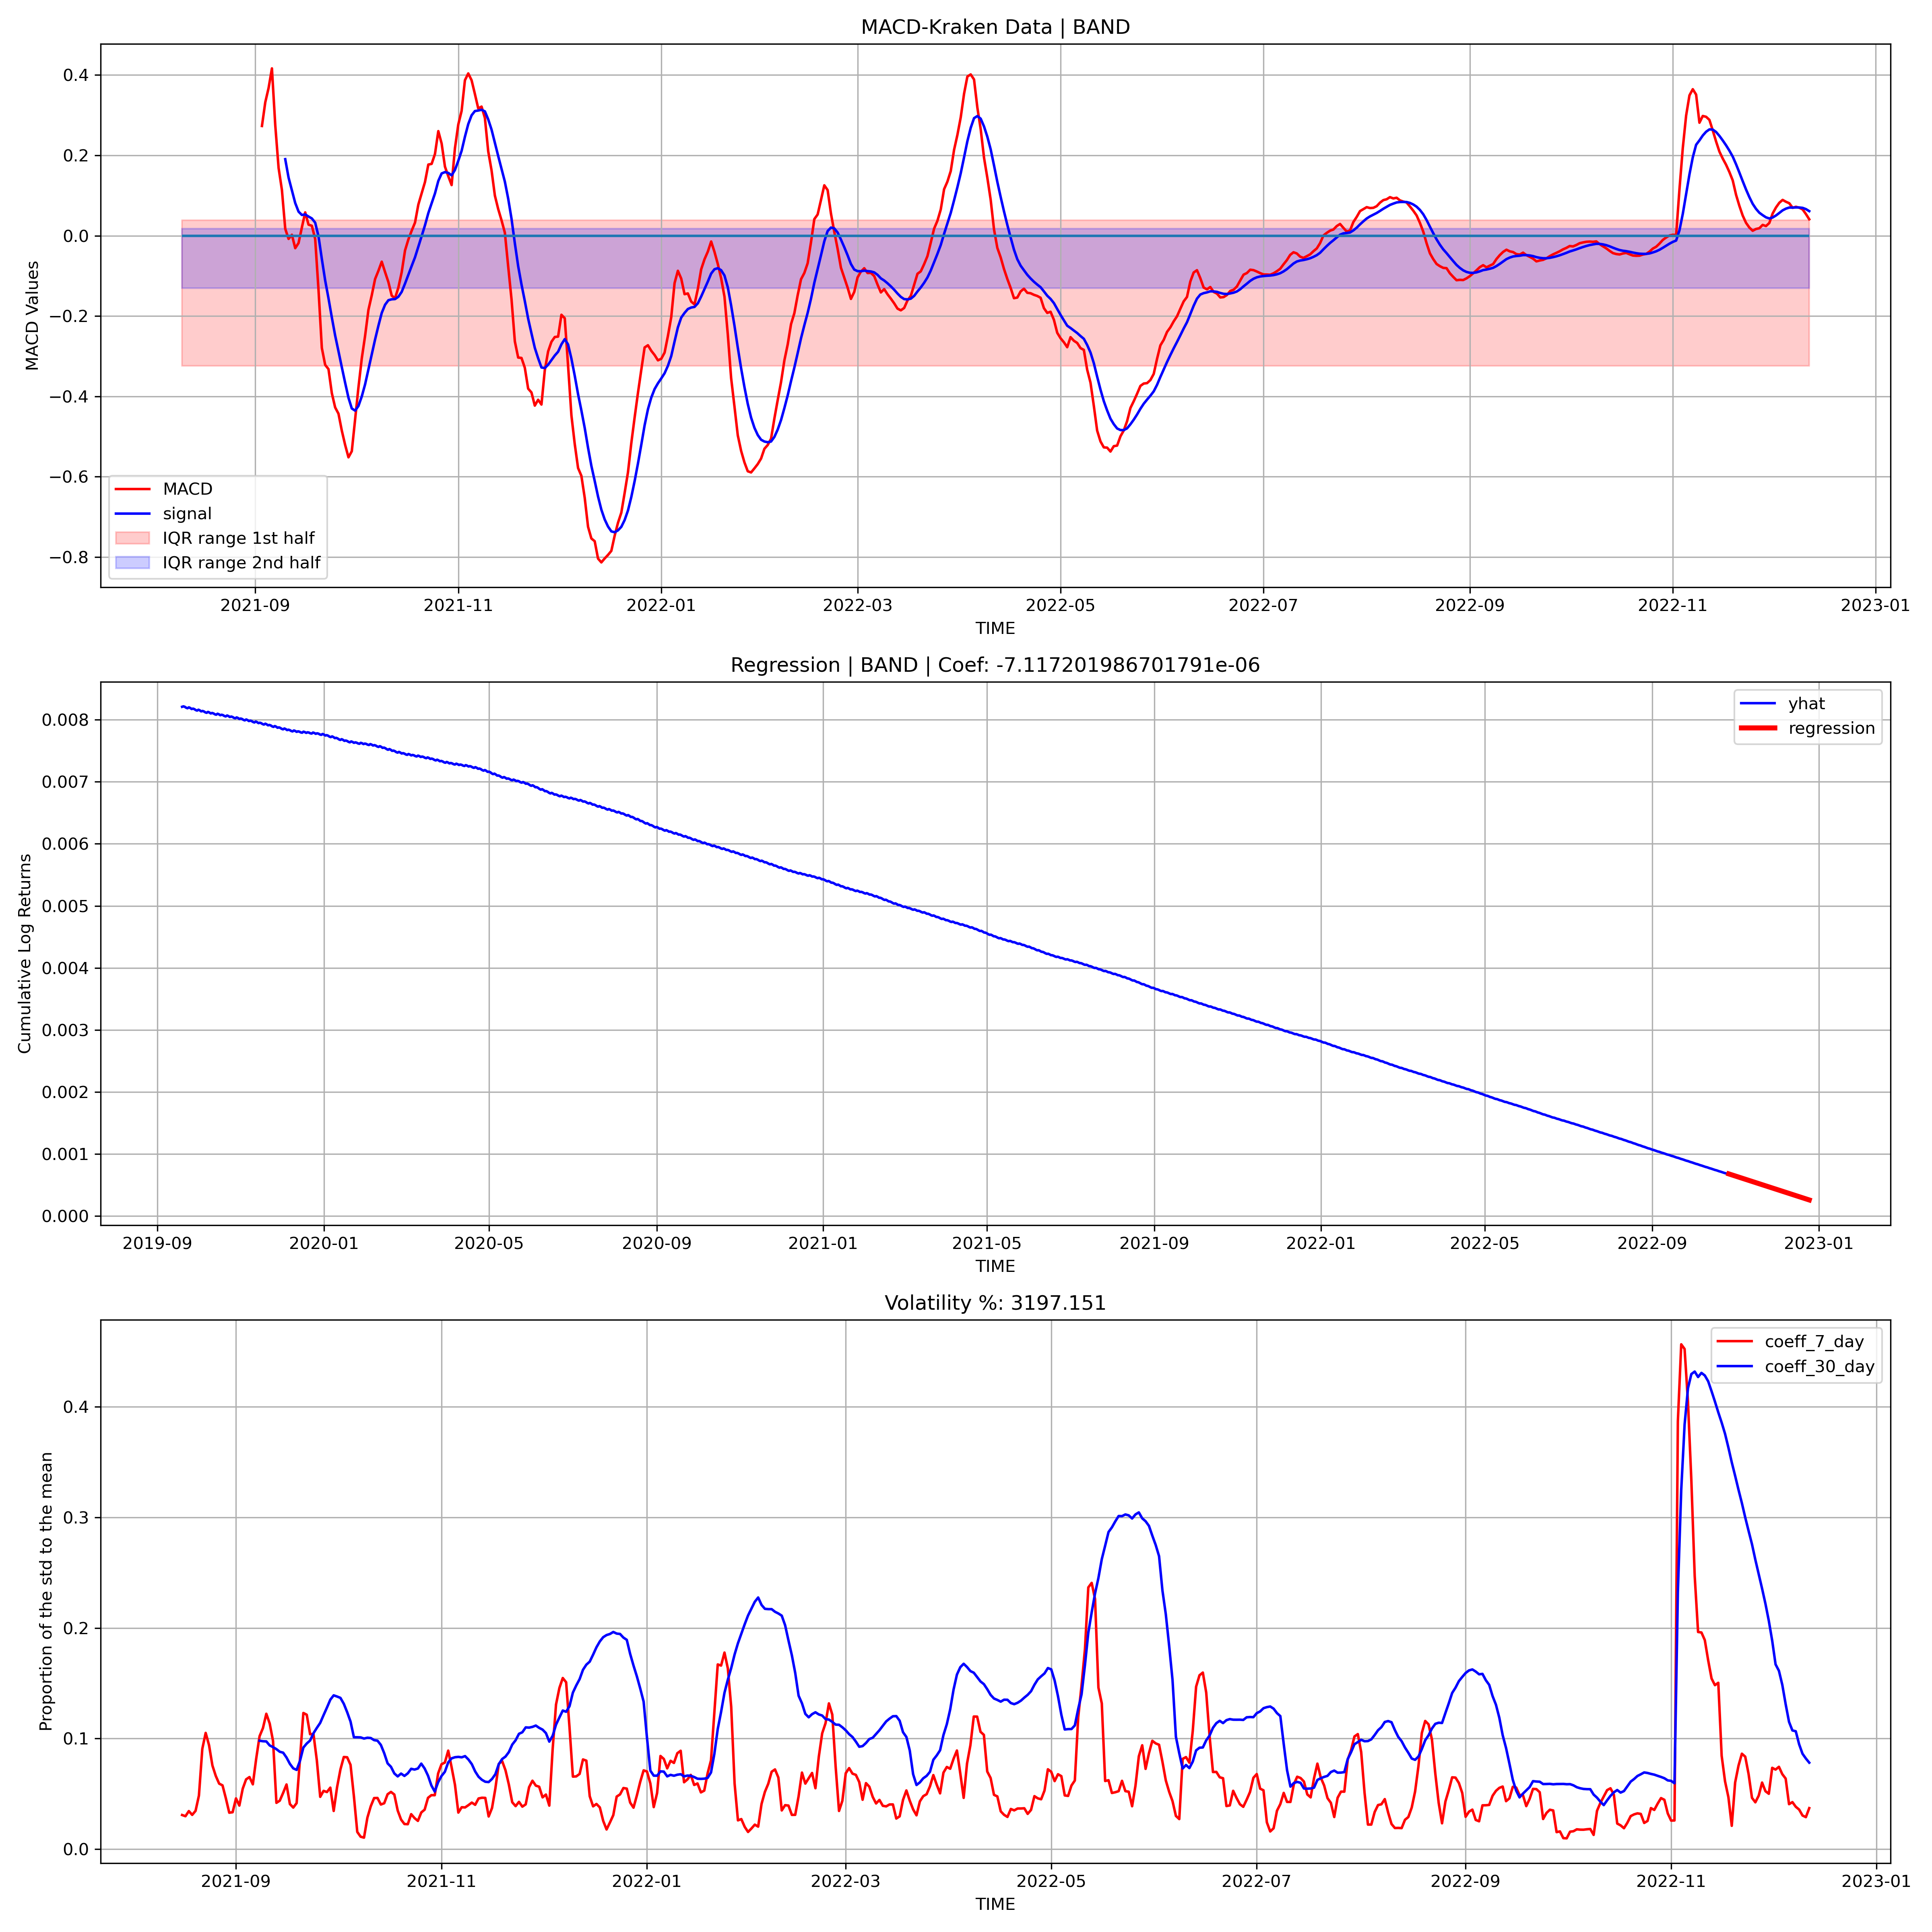 MACD-Kraken Data | BAND
MACD Values
0.4
0.2
0.0
−0.2
−0.4
−0.6
−0.8
MACD
signal
IQR range 1st half
IQR range 2nd half
2021-09 2021-11 2022-01 2022-03 2022-05 2022-07 2022-09 2022-11 2023-01
TIME
Regression | BAND | Coef: -7.117201986701791e-06
Cumulative Log Returns
0.008
0.007
0.006
0.005
0.004
0.003
0.002
0.001
0.000
yhat
regression
2019-09 2020-01 2020-05 2020-09 2021-01 2021-05 2021-09 2022-01 2022-05 2022-09 2023-01
TIME
Volatility %: 3197.151
Proportion of the std to the mean
0.4
0.3
0.2
0.1
0.0
coeff_7_day
coeff_30_day
2021-09 2021-11 2022-01 2022-03 2022-05 2022-07 2022-09 2022-11 2023-01
TIME